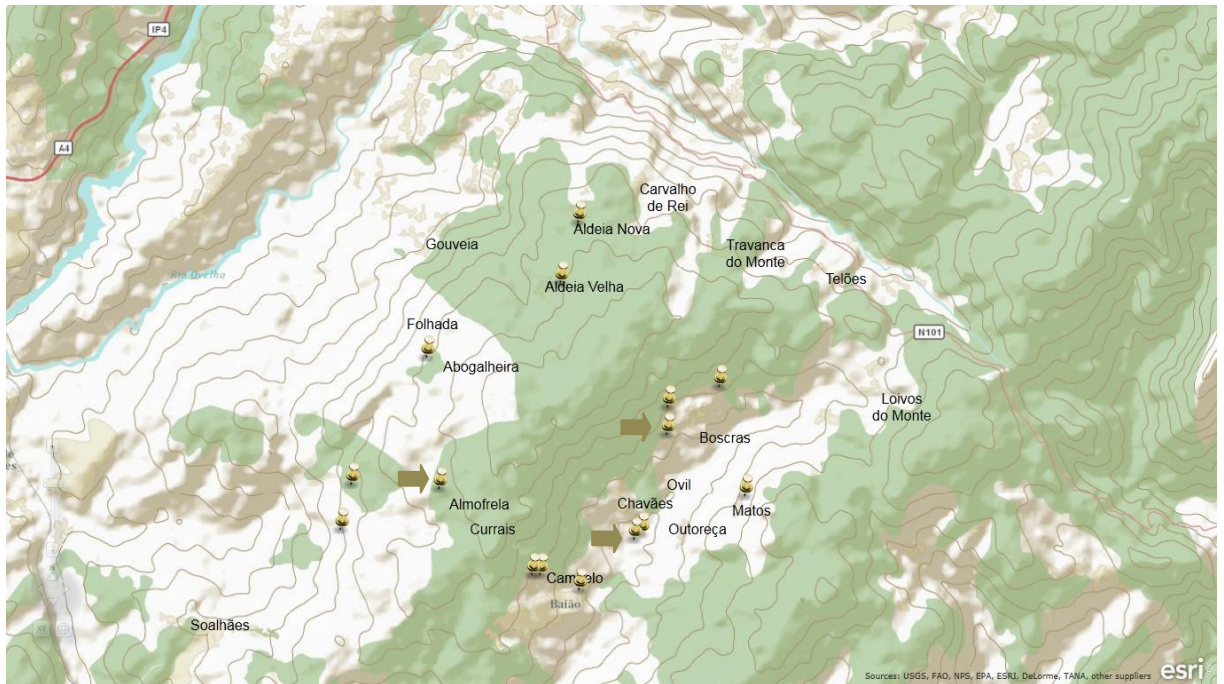 IP4
A4
Carvalho
de Rei
Aldeia Nova
Gouveia
Travanca
do Monte
Rio Ovelha
Telões
Aldeia Velha
Folhada
N101
Abogalheira
Loivos
do Monte
Boscras
Ovil
Almofrela
Chavães
Matos
Currais
Outoreça
Baião
Soalhães
Sources: USGS, FAO, NPS, EPA, ESRI, DeLorme, TANA, other suppliers
esri